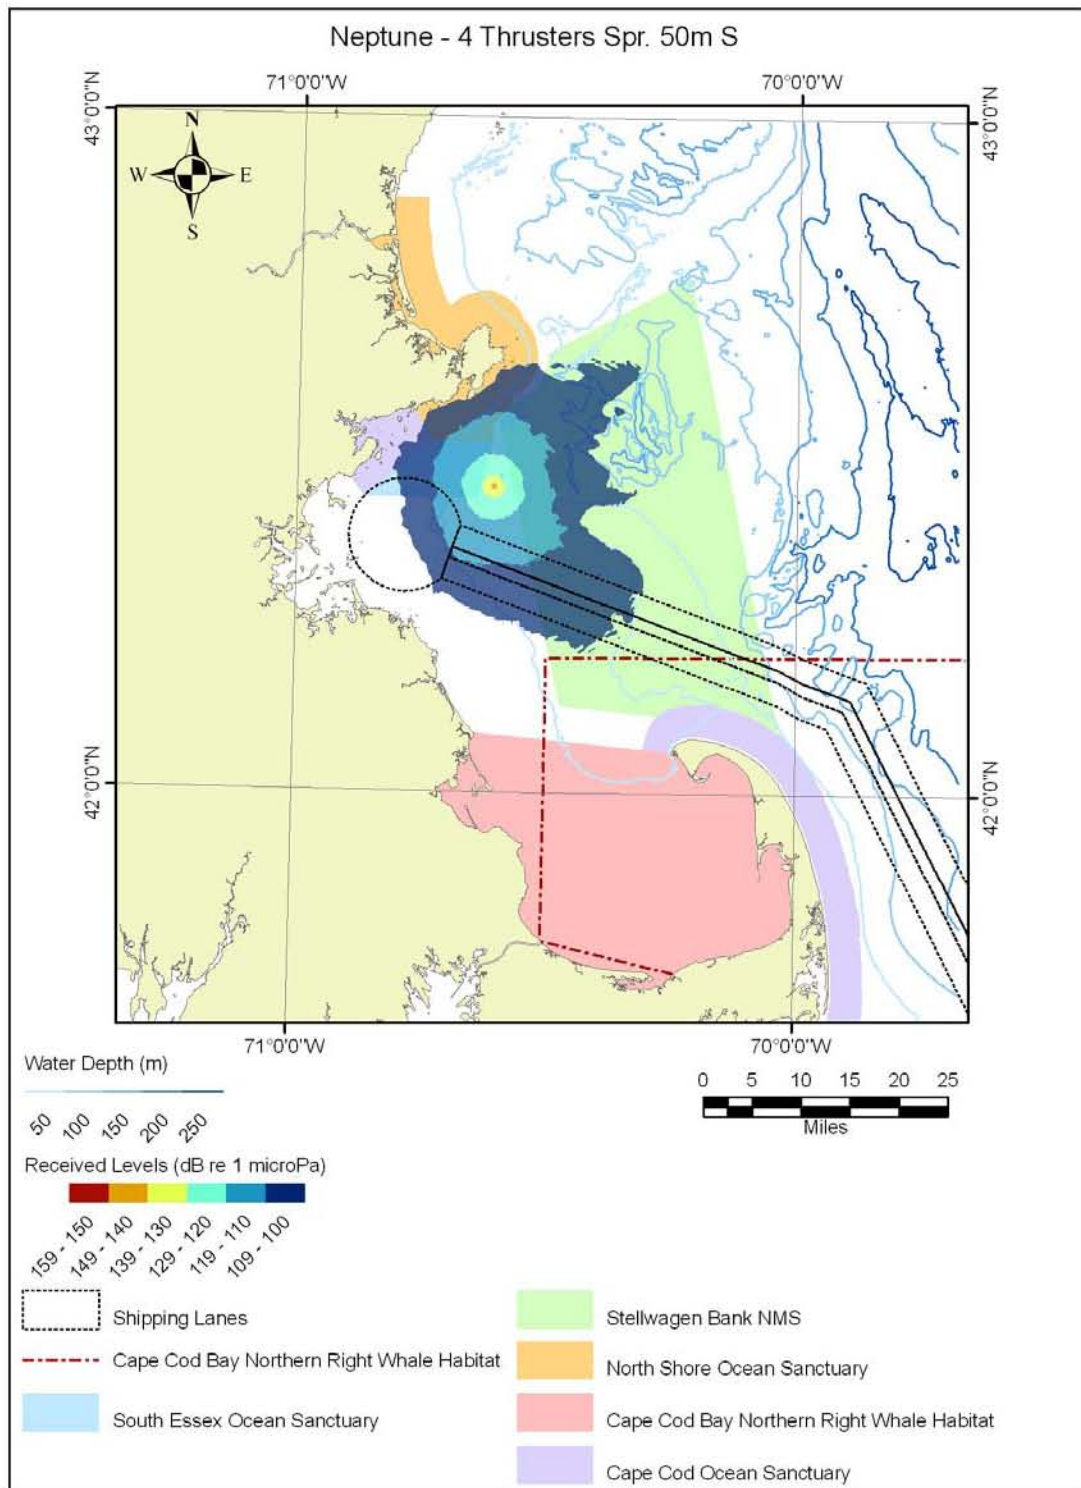 Neptune - 4 Thrusters Spr. 50m S
71°0'0"W
70°0'0"W
43°0'0"N
43°0'0"N
N
W
E
S
42°0'0"N
42°0'0"N
71°0'0"W
70°0'0"W
Water Depth (m)
50
100
150
200
250
0 5 10 15 20 25
Miles
Received Levels (dB re 1 microPa)
159 - 150
149 - 140
139 - 130
129 - 120
119 - 110
109 - 100
Shipping Lanes
Cape Cod Bay Northern Right Whale Habitat
South Essex Ocean Sanctuary
Stellwagen Bank NMS
North Shore Ocean Sanctuary
Cape Cod Bay Northern Right Whale Habitat
Cape Cod Ocean Sanctuary